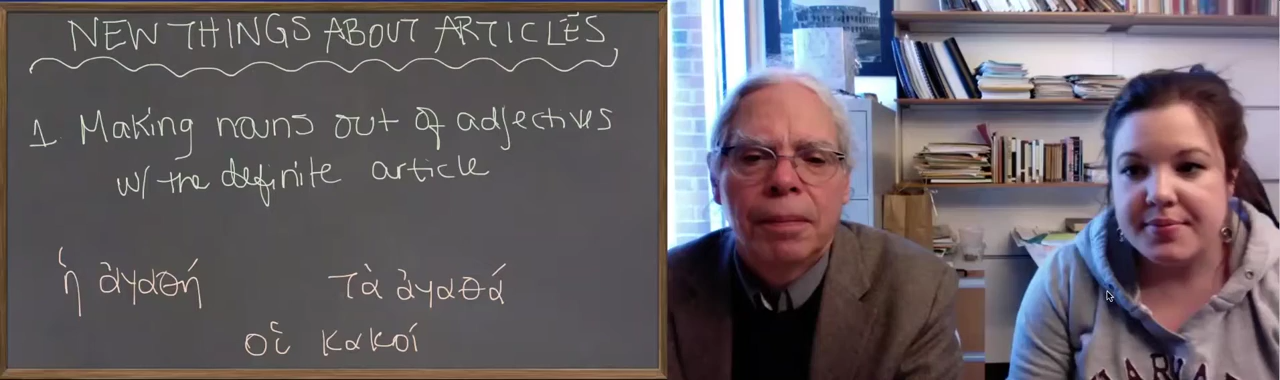 NEW THINGS ABOUT ARTICLES
1. Making nouns out of adjectives
w/ the definite article
ἡ ἀγαθή
τὰ ἀγαθά
οἱ κακοί